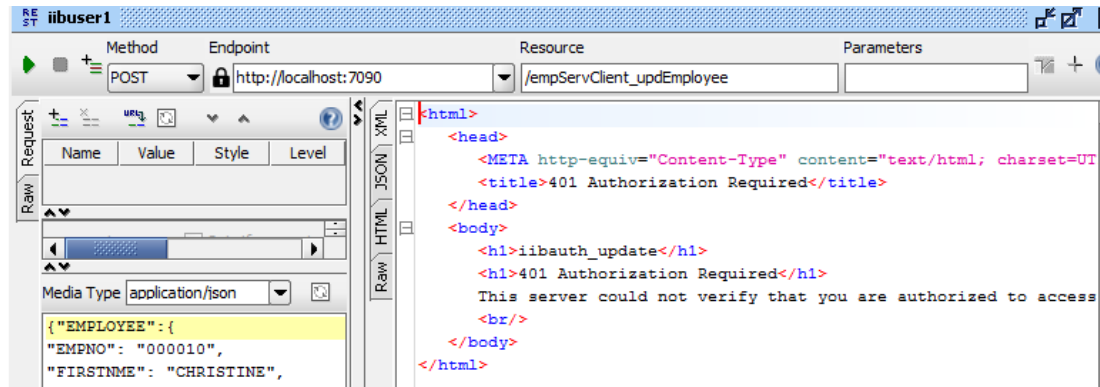 REST iibuser1
Method Endpoint Resource Parameters
POST http://localhost:7090 /empServClient_updEmployee
Request
Raw
Name Value Style Level
Media Type application/json
{"EMPLOYEE":{
"EMPNO": "000010",
"FIRSTNME": "CHRISTINE",
XML
JSON
HTML
Raw
<html>
<head>
<META http-equiv="Content-Type" content="text/html; charset=UT
<title>401 Authorization Required</title>
</head>
<body>
<h1>iibauth_update</h1>
<h1>401 Authorization Required</h1>
This server could not verify that you are authorized to access
<br/>
</body>
</html>